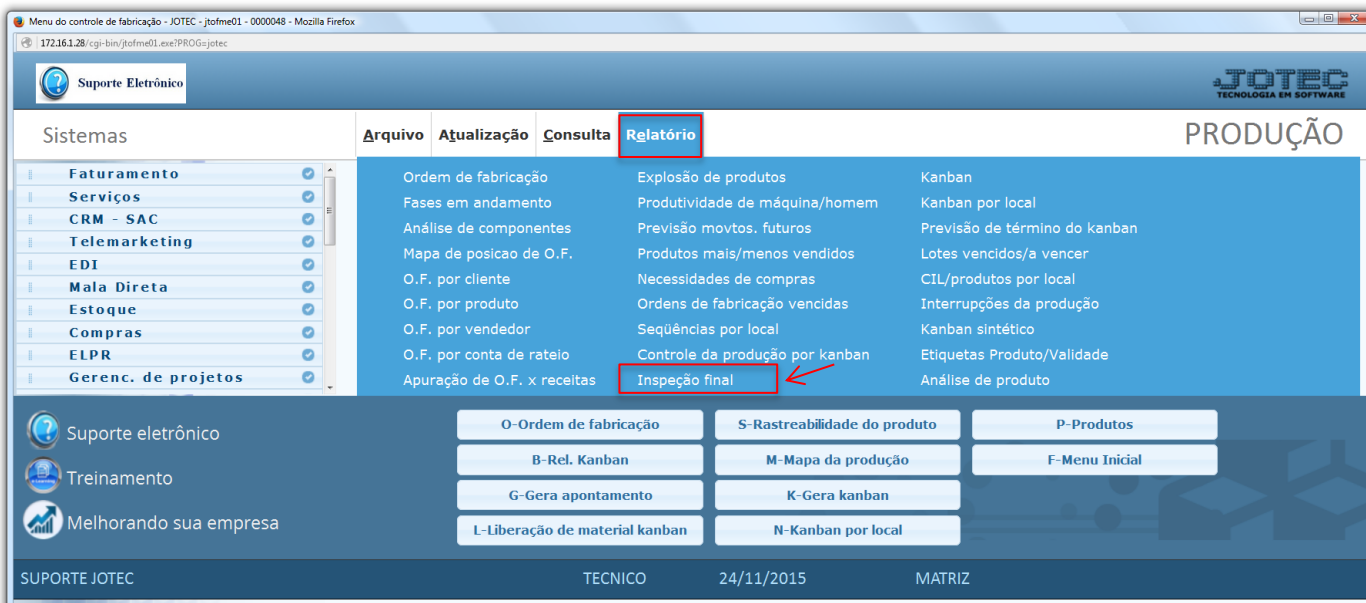 Menu do controle de fabricação - JOTEC - jtofme01 - 0000048 - Mozilla Firefox
172.16.1.28/cgi-bin/jtofme01.exe?PROG=jotec
Suporte Eletrônico
JOTEC
TECNOLOGIA EM SOFTWARE
Sistemas
Arquivo Atualização Consulta Relatório
PRODUÇÃO
Faturamento
Serviços
CRM - SAC
Telemarketing
EDI
Mala Direta
Estoque
Compras
ELPR
Gerenc. de projetos
Ordem de fabricação
Fases em andamento
Análise de componentes
Mapa de posicao de O.F.
O.F. por cliente
O.F. por produto
O.F. por vendedor
O.F. por conta de rateio
Apuração de O.F. x receitas
Explosão de produtos
Produtividade de máquina/homem
Previsão movtos. futuros
Produtos mais/menos vendidos
Necessidades de compras
Ordens de fabricação vencidas
Seqüências por local
Controle da produção por kanban
Inspeção final
Kanban
Kanban por local
Previsão de término do kanban
Lotes vencidos/a vencer
CIL/produtos por local
Interrupções da produção
Kanban sintético
Etiquetas Produto/Validade
Análise de produto
Suporte eletrônico
Treinamento
Melhorando sua empresa
O-Ordem de fabricação
B-Rel. Kanban
G-Gera apontamento
L-Liberação de material kanban
S-Rastreabilidade do produto
M-Mapa da produção
K-Gera kanban
N-Kanban por local
P-Produtos
F-Menu Inicial
SUPORTE JOTEC TECNICO 24/11/2015 MATRIZ